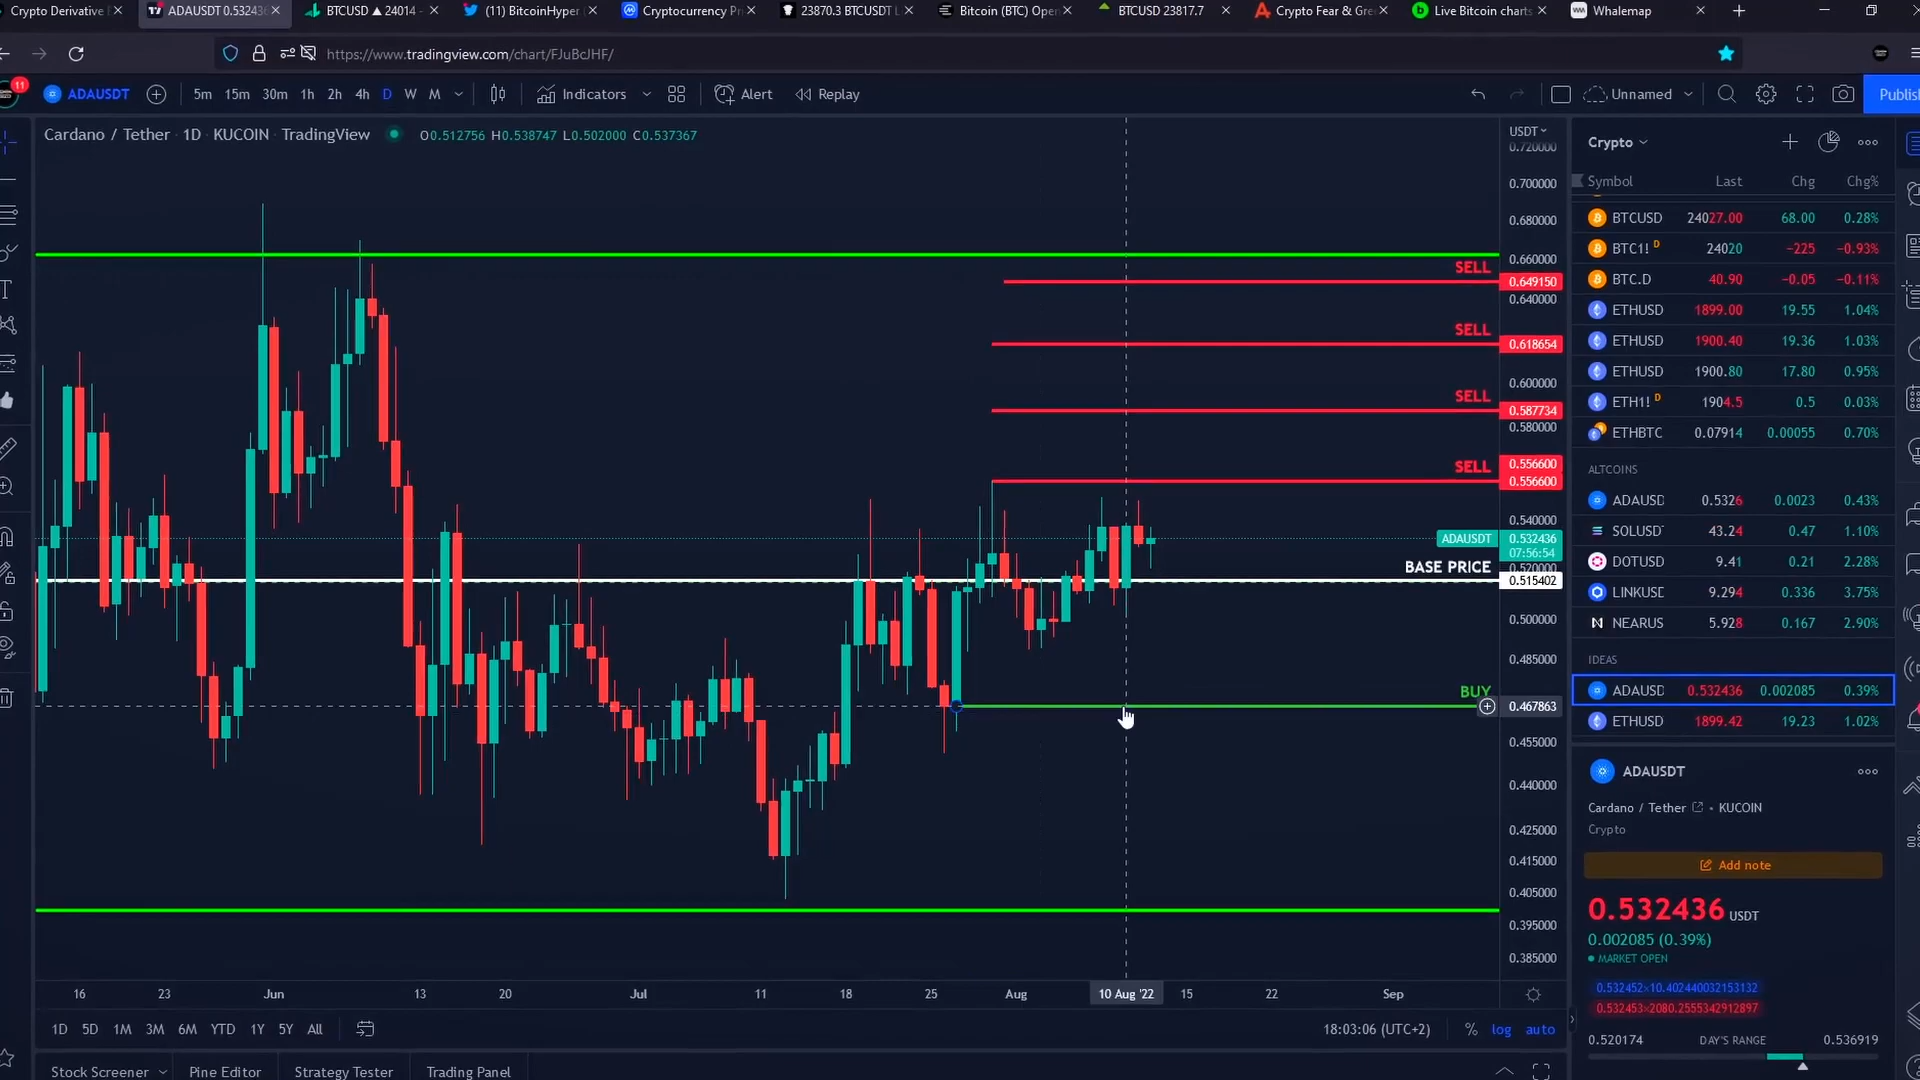 Crypto Derivative
ADAUSDT 0.5324
BTCUSD ▲ 24014 -
(11) BitcoinHyper
Cryptocurrency Pr
23870.3 BTCUSDT L
Bitcoin (BTC) Open
BTCUSD 23817.7
Crypto Fear & Gre
Live Bitcoin charts
Whalemap
https://www.tradingview.com/chart/FJuBcJHF/
11
ADAUSDT
5m 15m 30m 1h 2h 4h D W M
Indicators
Alert
Replay
Unnamed
Publish
Cardano / Tether · 1D · KUCOIN · TradingView
O0.512756 H0.538747 L0.502000 C0.537367
USDT
0.720000
0.700000
0.680000
0.660000
SELL
0.649150
0.640000
SELL
0.618654
0.600000
SELL
0.587734
0.580000
0.556600
SELL
0.556600
0.540000
ADAUSDT 0.532436
07:56:54
0.520000
BASE PRICE
0.515402
0.500000
0.485000
BUY
0.467863
0.455000
0.440000
0.425000
0.415000
0.405000
0.395000
0.385000
16 23 Jun 13 20 Jul 11 18 25 Aug 10 Aug '22 15 22 Sep
1D 5D 1M 3M 6M YTD 1Y 5Y All
18:03:06 (UTC+2) % log auto
Stock Screener
Pine Editor
Strategy Tester
Trading Panel
Crypto
Symbol Last Chg Chg%
BTCUSD 24027.00 68.00 0.28%
BTC1! D 24020 −225 −0.93%
BTC.D 40.90 −0.05 −0.11%
ETHUSD 1899.00 19.55 1.04%
ETHUSD 1900.40 19.36 1.03%
ETHUSD 1900.80 17.80 0.95%
ETH1! D 1904.5 0.5 0.03%
ETHBTC 0.07914 0.00055 0.70%
ALTCOINS
ADAUSD 0.5326 0.0023 0.43%
SOLUSD 43.24 0.47 1.10%
DOTUSD 9.41 0.21 2.28%
LINKUSD 9.294 0.336 3.75%
NEARUS 5.928 0.167 2.90%
IDEAS
ADAUSD 0.532436 0.002085 0.39%
ETHUSD 1899.42 19.23 1.02%
ADAUSDT
Cardano / Tether • KUCOIN
Crypto
Add note
0.532436 USDT
0.002085 (0.39%)
MARKET OPEN
0.532452×10.402440032153132
0.532453×2080.2555342912897
0.520174 DAY'S RANGE 0.536919